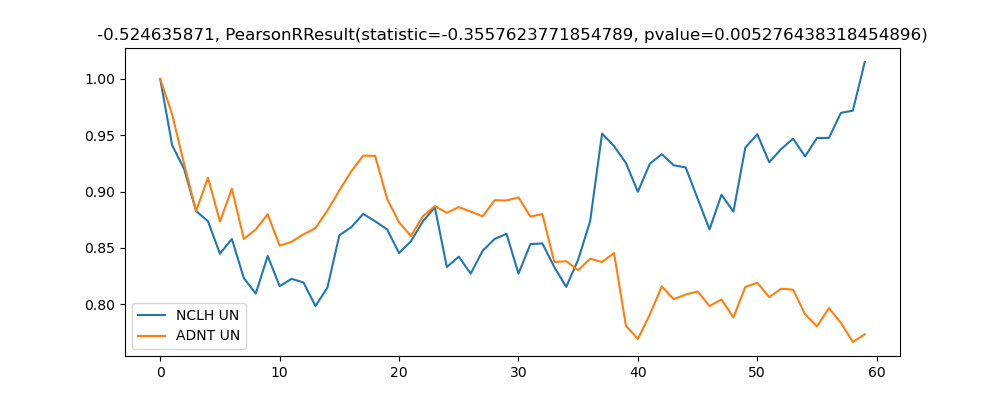 -0.524635871, PearsonRResult(statistic=-0.3557623771854789, pvalue=0.005276438318454896)
1.00
0.95
0.90
0.85
0.80
NCLH UN
ADNT UN
0 10 20 30 40 50 60